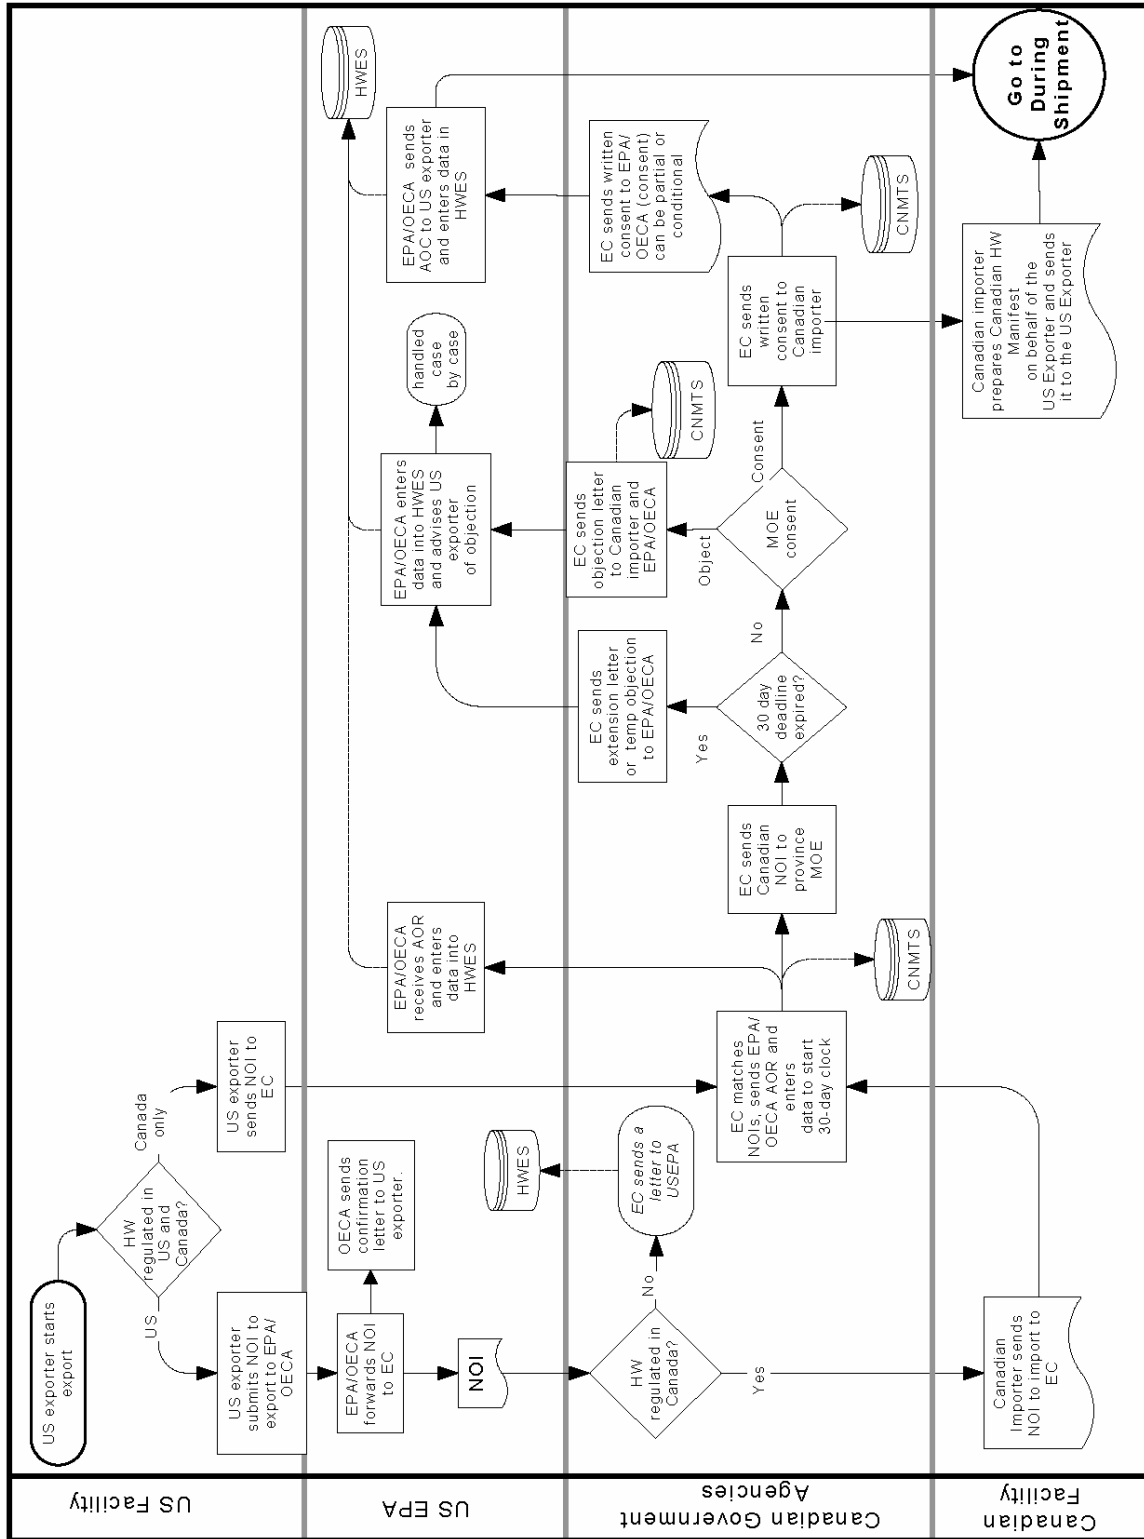 US Facility
US exporter starts
export
HW
regulated in
US and
Canada?
US
Canada
only
US exporter
submits NOI to
export to EPA/
OECA
US exporter
sends NOI to
EC
US EPA
EPA/OECA
forwards NOI
to EC
OECA sends
confirmation
letter to US
exporter.
NOI
HWES
EPA/OECA
receives AOR
and enters
data into
HWES
EPA/OECA enters
data into HWES
and advises US
exporter
of objection
handled
case
by case
EPA/OECA sends
AOC to US exporter
and enters data in
HWES
HWES
Canadian Government
Agencies
HW
regulated in
Canada?
No
Yes
EC sends a
letter to
USEPA
EC matches
NOIs, sends EPA/
OECA AOR and
enters
data to start
30-day clock
CNMTS
EC sends
Canadian
NOI to
province
MOE
30 day
deadline
expired?
Yes
No
EC sends
extension letter
or temp objection
to EPA/OECA
MOE
consent
Object
Consent
EC sends
objection letter
to Canadian
importer and
EPA/OECA
CNMTS
EC sends
written
consent to
Canadian
importer
EC sends written
consent to EPA/
OECA (consent)
can be partial or
conditional
CNMTS
Canadian
Facility
Canadian
Importer sends
NOI to import to
EC
Canadian importer
prepares Canadian HW
Manifest
on behalf of the
US Exporter and sends
it to the US Exporter
Go to
During
Shipment